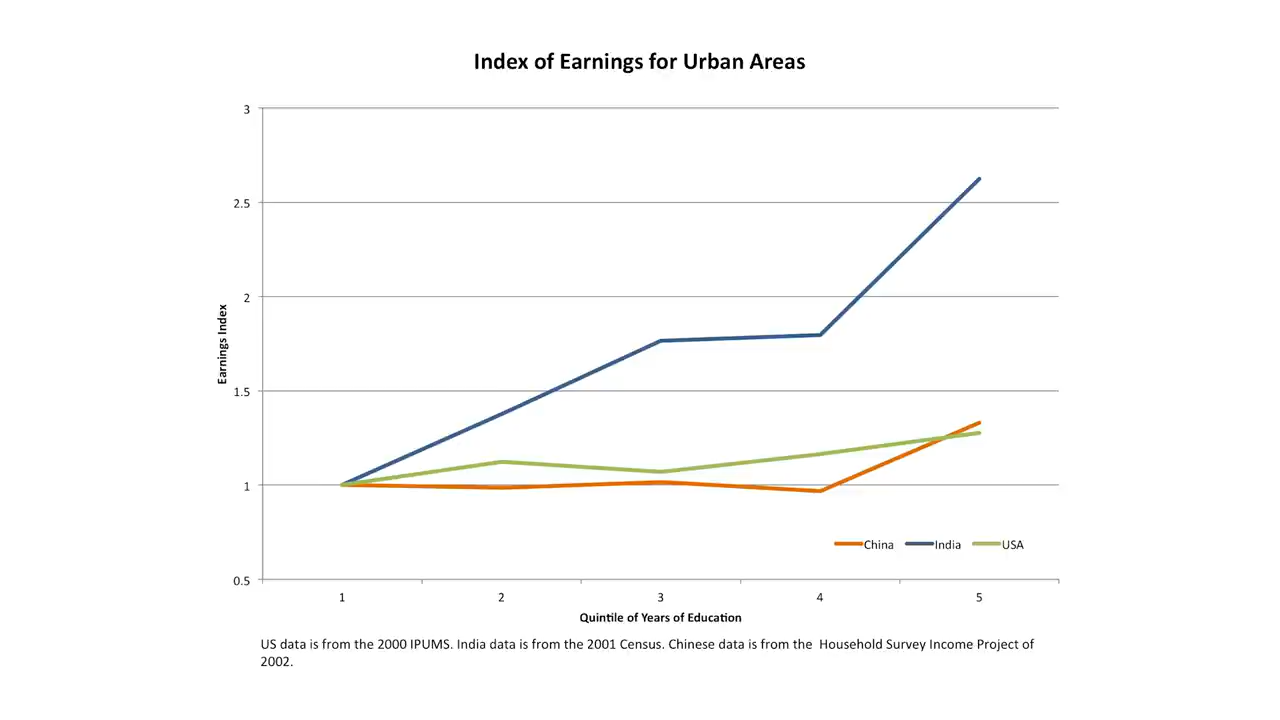 Index of Earnings for Urban Areas
3
2.5
2
1.5
1
0.5
Earnings Index
China India USA
1 2 3 4 5
Quintile of Years of Education
US data is from the 2000 IPUMS. India data is from the 2001 Census. Chinese data is from the Household Survey Income Project of
2002.